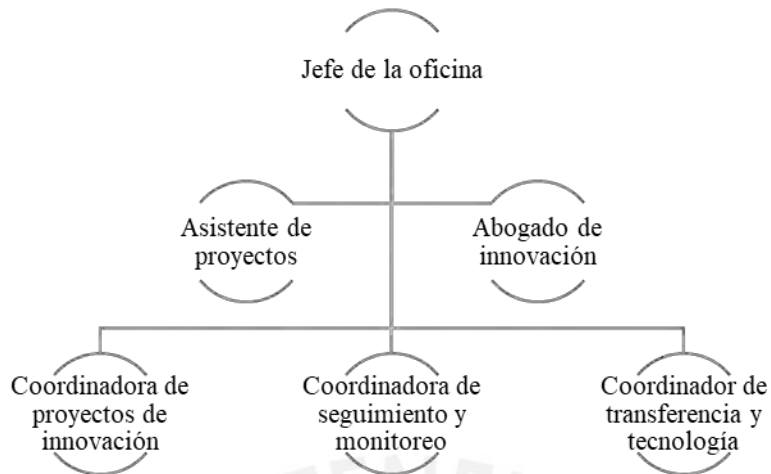 Jefe de la oficina
Asistente de
proyectos
Abogado de
innovación
Coordinadora de
proyectos de
innovación
Coordinadora de
seguimiento y
monitoreo
Coordinador de
transferencia y
tecnología